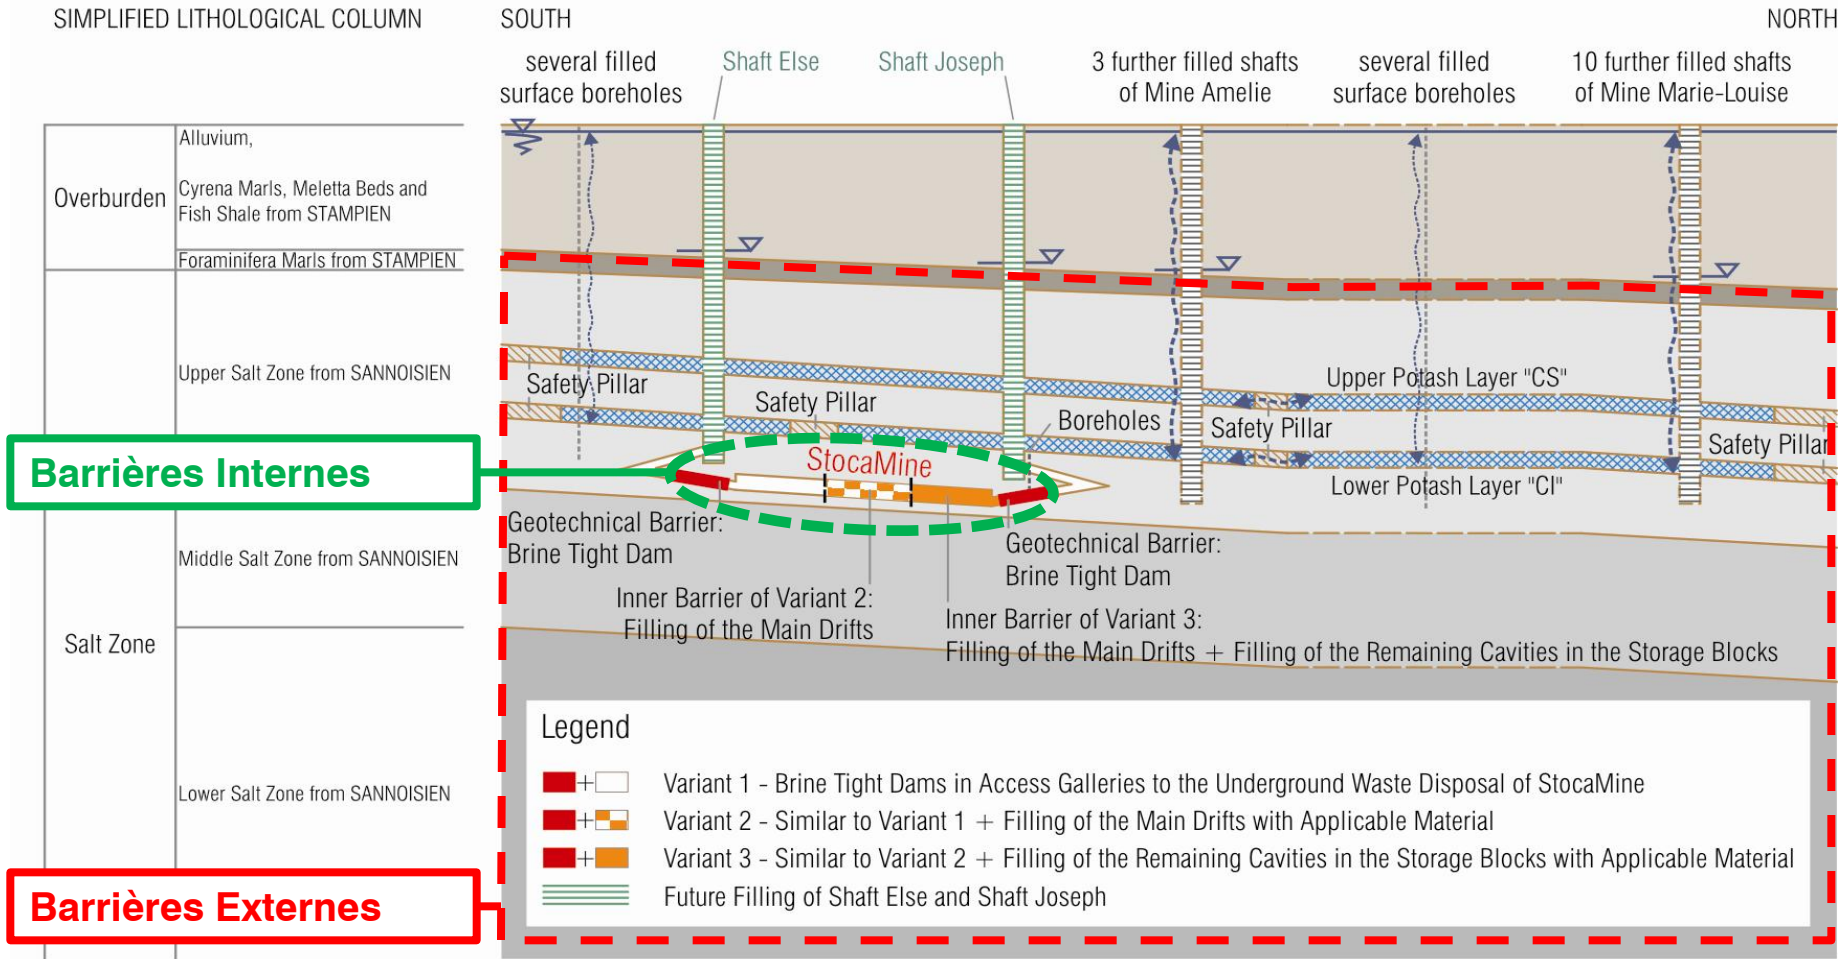 SIMPLIFIED LITHOLOGICAL COLUMN
SOUTH
NORTH
several filled
surface boreholes
Shaft Else
Shaft Joseph
3 further filled shafts
of Mine Amelie
several filled
surface boreholes
10 further filled shafts
of Mine Marie-Louise
Overburden
Alluvium,
Cyrena Marls, Meletta Beds and
Fish Shale from STAMPIEN
Foraminifera Marls from STAMPIEN
Upper Salt Zone from SANNOISIEN
Safety Pillar
Safety Pillar
Upper Potash Layer "CS"
Boreholes
Safety Pillar
Safety Pillar
Lower Potash Layer "CI"
StocaMine
Barrières Internes
Geotechnical Barrier:
Brine Tight Dam
Geotechnical Barrier:
Brine Tight Dam
Middle Salt Zone from SANNOISIEN
Inner Barrier of Variant 2:
Filling of the Main Drifts
Inner Barrier of Variant 3:
Filling of the Main Drifts + Filling of the Remaining Cavities in the Storage Blocks
Salt Zone
Lower Salt Zone from SANNOISIEN
Legend
+ Variant 1 - Brine Tight Dams in Access Galleries to the Underground Waste Disposal of StocaMine
+ Variant 2 - Similar to Variant 1 + Filling of the Main Drifts with Applicable Material
+ Variant 3 - Similar to Variant 2 + Filling of the Remaining Cavities in the Storage Blocks with Applicable Material
Future Filling of Shaft Else and Shaft Joseph
Barrières Externes